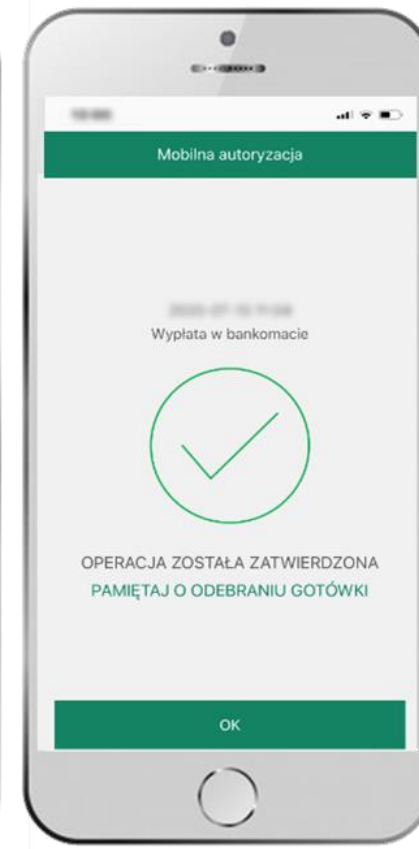 Mobilna autoryzacja
Wypłata w bankomacie
OPERACJA ZOSTAŁA ZATWIERDZONA
PAMIĘTAJ O ODEBRANIU GOTÓWKI
OK